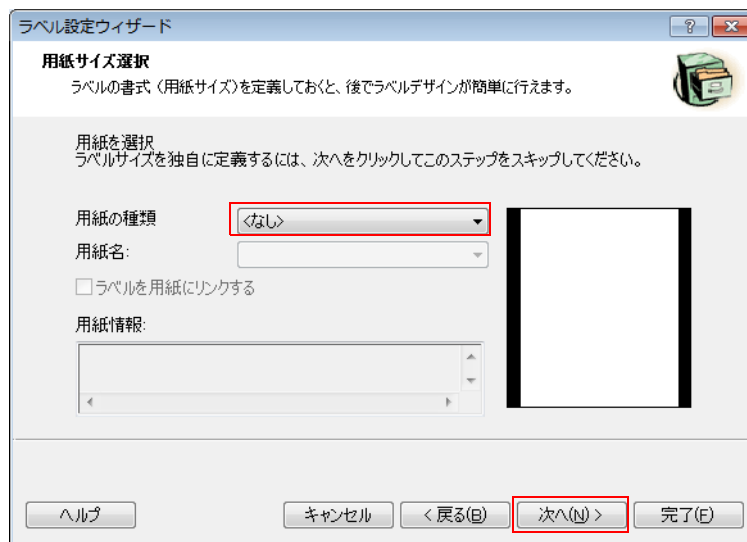 ラベル設定ウィザード
用紙サイズ選択
ラベルの書式(用紙サイズ)を定義しておくと、後でラベルデザインが簡単に行えます。
用紙を選択
ラベルサイズを独自に定義するには、次へをクリックしてこのステップをスキップしてください。
用紙の種類 <なし>
用紙名:
ラベルを用紙にリンクする
用紙情報:
ヘルプ キャンセル < 戻る(B) 次へ(N) > 完了(F)